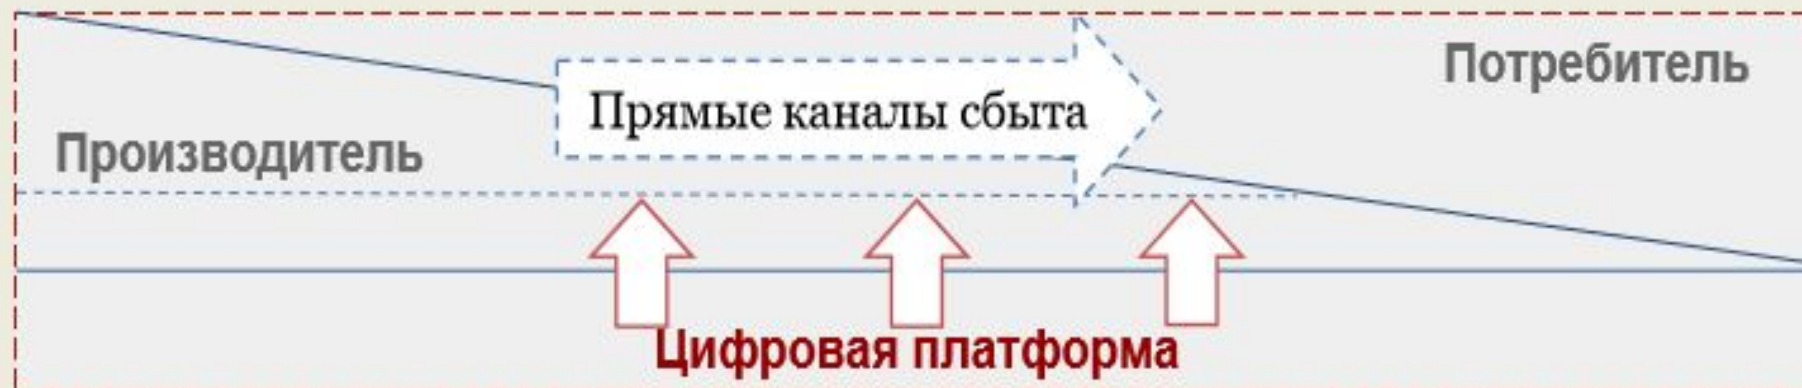 Потребитель
Прямые каналы сбыта
Производитель
Цифровая платформа